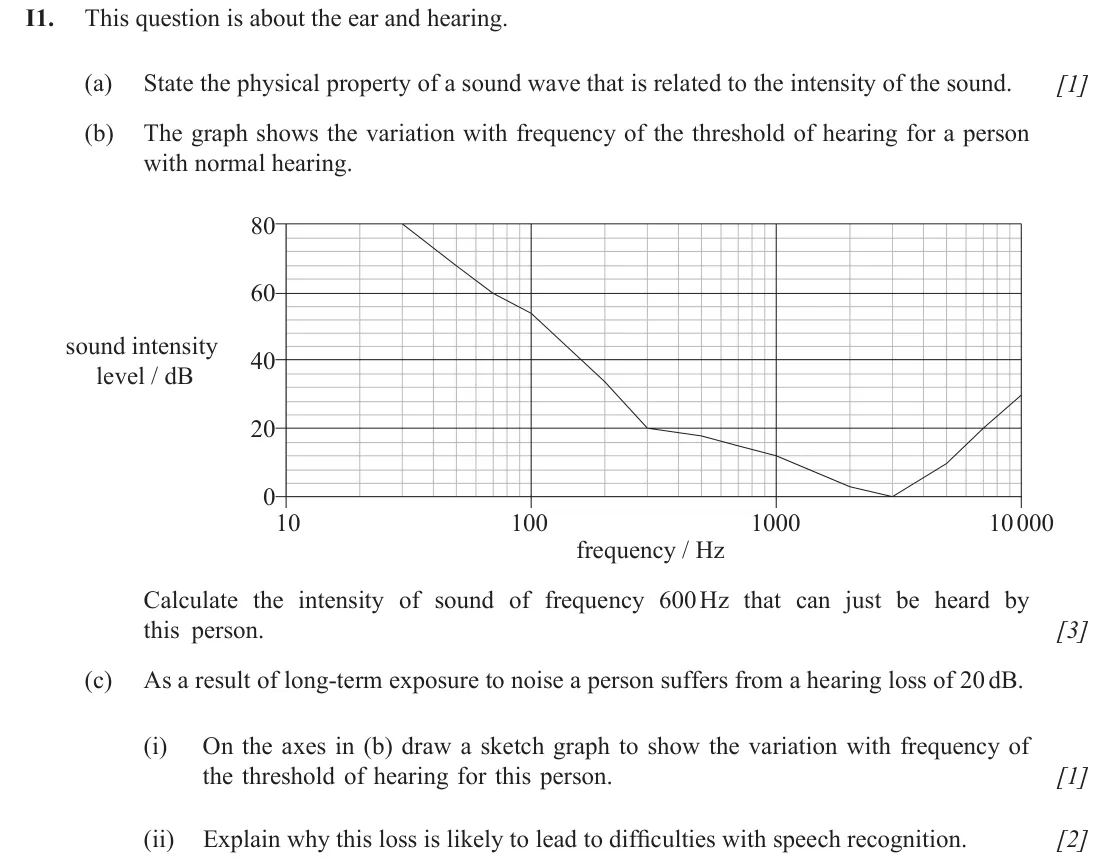 I1. This question is about the ear and hearing.
(a) State the physical property of a sound wave that is related to the intensity of the sound. [1]
(b) The graph shows the variation with frequency of the threshold of hearing for a person
with normal hearing.
80
60
sound intensity
level / dB
40
20
0
10 100 1000 10000
frequency / Hz
Calculate the intensity of sound of frequency 600 Hz that can just be heard by
this person. [3]
(c) As a result of long-term exposure to noise a person suffers from a hearing loss of 20 dB.
(i) On the axes in (b) draw a sketch graph to show the variation with frequency of
the threshold of hearing for this person. [1]
(ii) Explain why this loss is likely to lead to difficulties with speech recognition. [2]